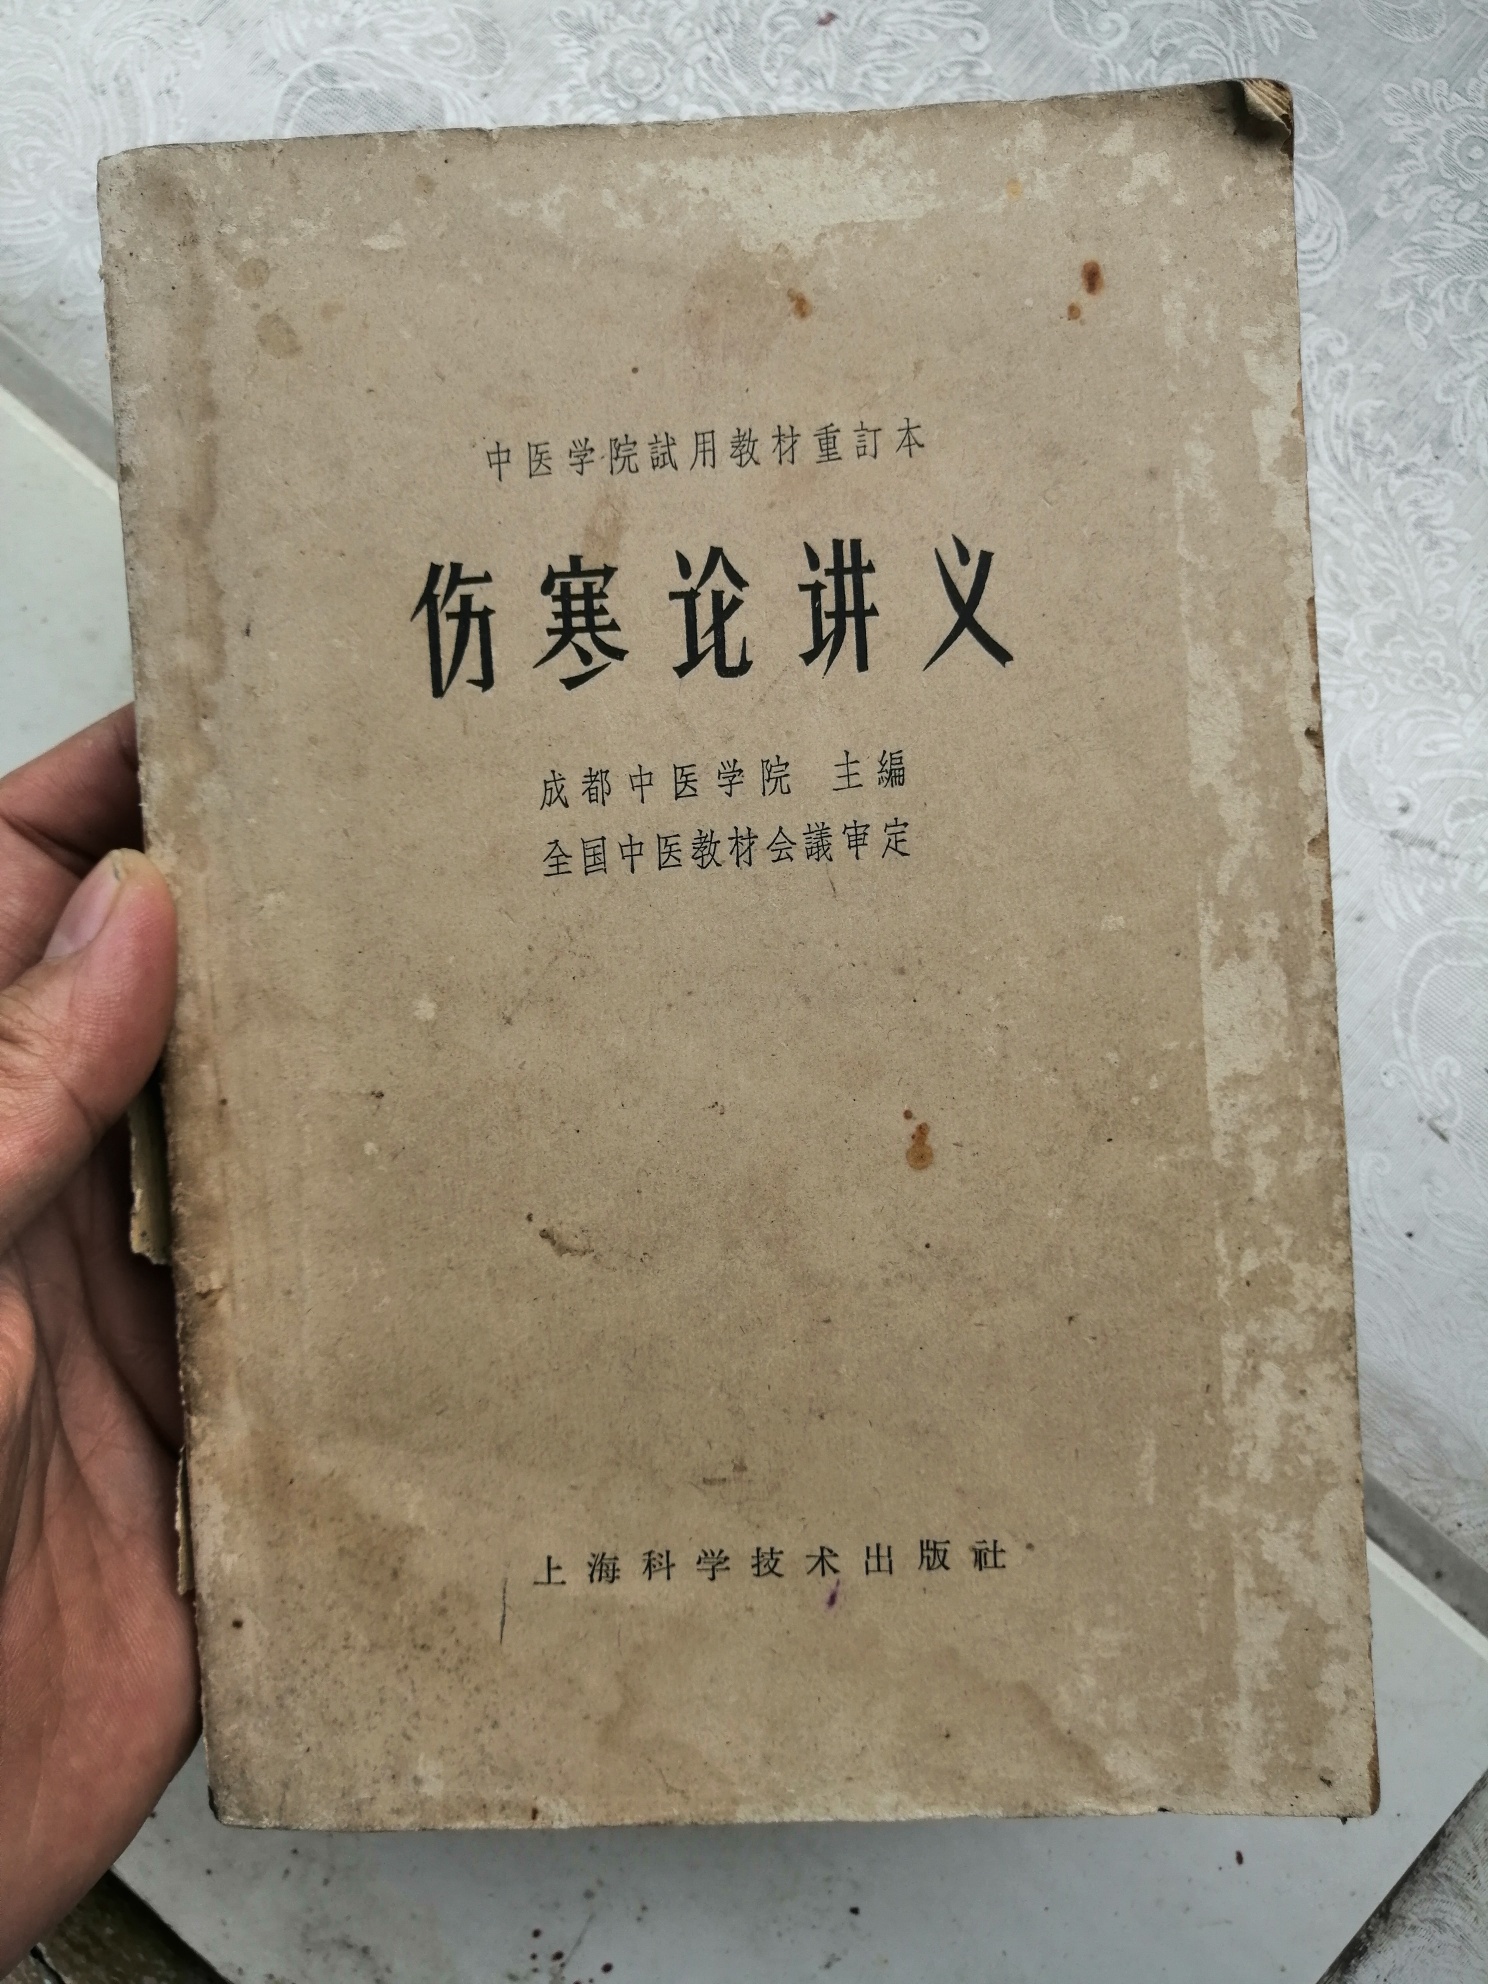 中医学院試用教材重訂本
伤寒论讲义
成都中医学院 主編
全国中医教材会議审定
上海科学技术出版社